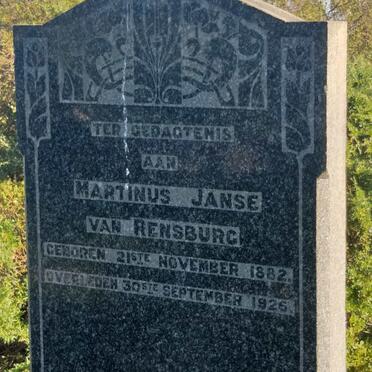 TER GEDAGTENIS
AAN
MARTINUS JANSE
VAN RENSBURG
GEBOREN 21STE NOVEMBER 1882
OVERLEDEN 30STE SEPTEMBER 1925